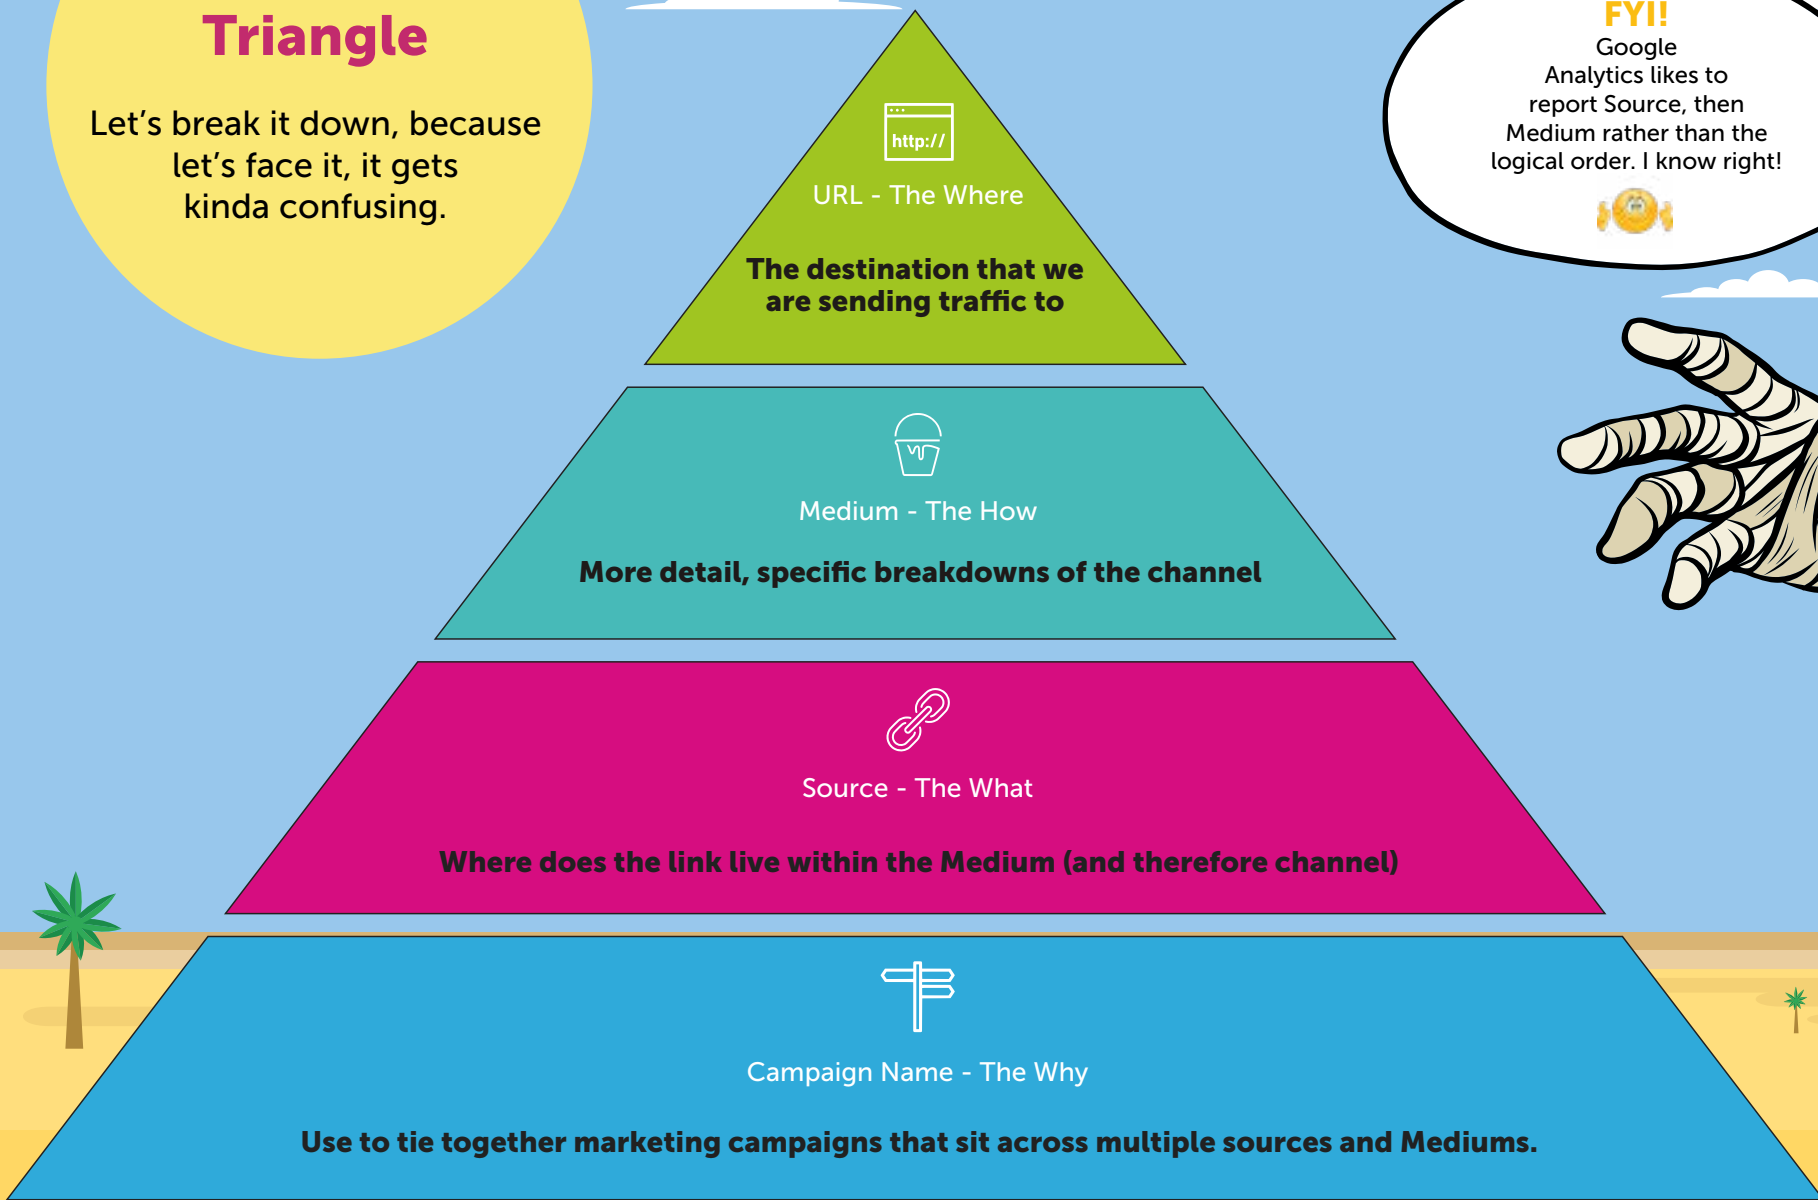 Triangle
Let's break it down, because
let's face it, it gets
kinda confusing.
FYI!
Google
Analytics likes to
report Source, then
Medium rather than the
logical order. I know right!
http://
URL - The Where
The destination that we
are sending traffic to
Medium - The How
More detail, specific breakdowns of the channel
Source - The What
Where does the link live within the Medium (and therefore channel)
Campaign Name - The Why
Use to tie together marketing campaigns that sit across multiple sources and Mediums.